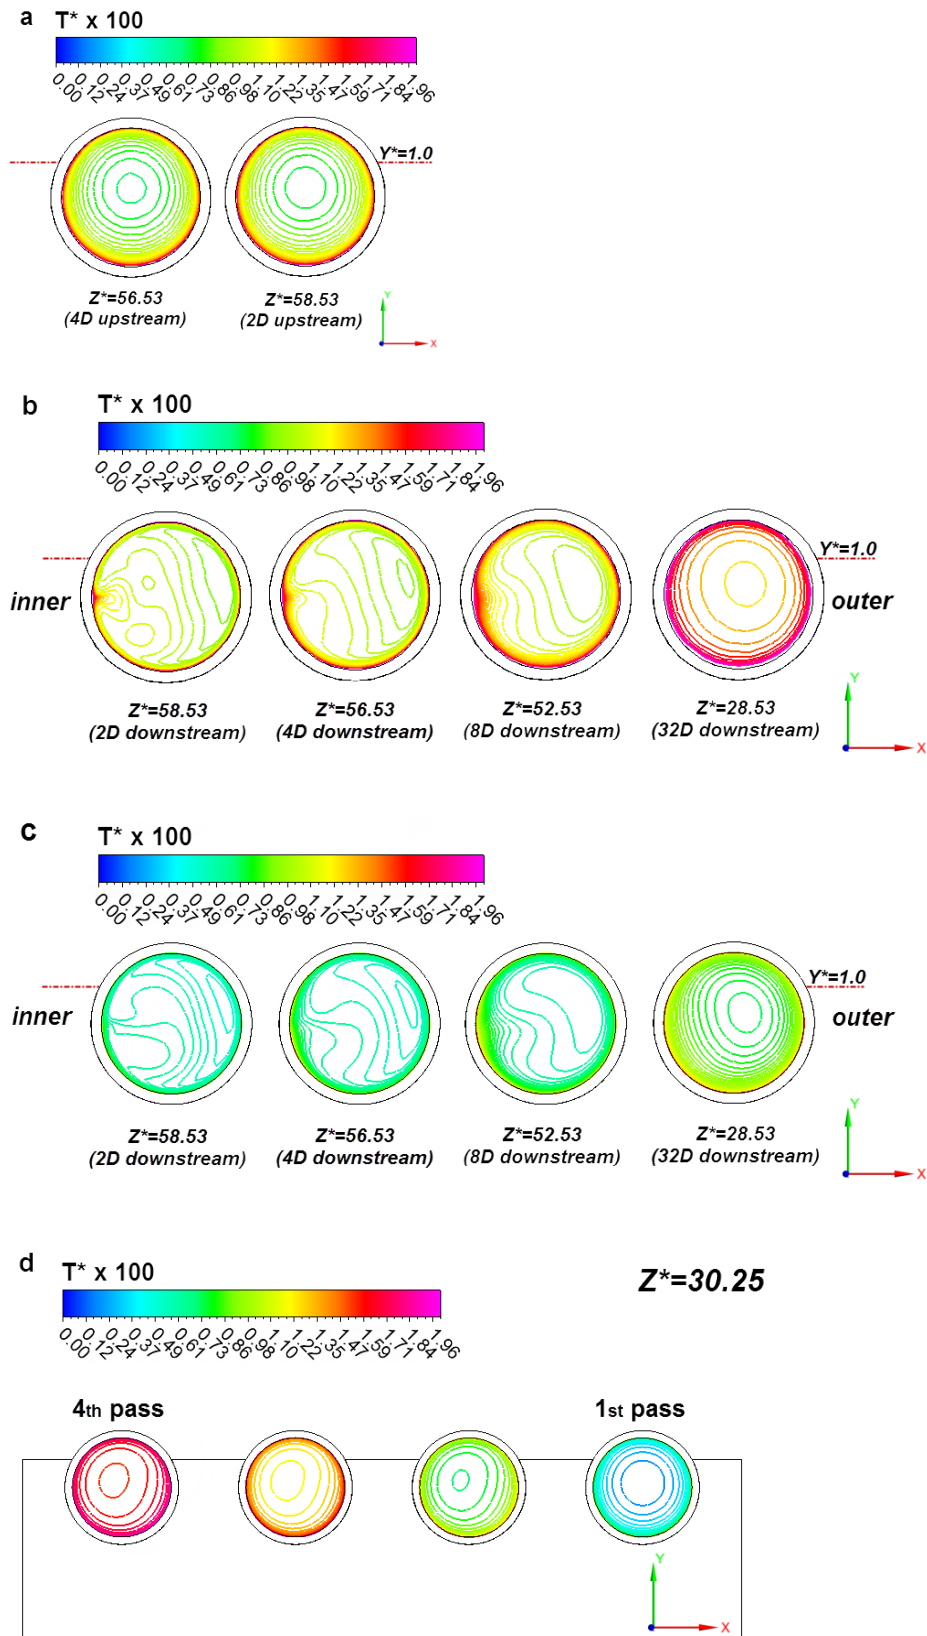 a
T* x 100
0.00 0.12 0.24 0.37 0.49 0.61 0.73 0.86 0.98 1.10 1.22 1.35 1.47 1.59 1.71 1.84 1.96
Y*=1.0
Z*=56.53 Z*=58.53
(4D upstream) (2D upstream)
Y
X
b
T* x 100
0.00 0.12 0.24 0.37 0.49 0.61 0.73 0.86 0.98 1.10 1.22 1.35 1.47 1.59 1.71 1.84 1.96
Y*=1.0
inner outer
Z*=58.53 Z*=56.53 Z*=52.53 Z*=28.53
(2D downstream) (4D downstream) (8D downstream) (32D downstream)
Y
X
c
T* x 100
0.00 0.12 0.24 0.37 0.49 0.61 0.73 0.86 0.98 1.10 1.22 1.35 1.47 1.59 1.71 1.84 1.96
Y*=1.0
inner outer
Z*=58.53 Z*=56.53 Z*=52.53 Z*=28.53
(2D downstream) (4D downstream) (8D downstream) (32D downstream)
Y
X
d
T* x 100
Z*=30.25
0.00 0.12 0.24 0.37 0.49 0.61 0.73 0.86 0.98 1.10 1.22 1.35 1.47 1.59 1.71 1.84 1.96
4th pass 1st pass
Y
X